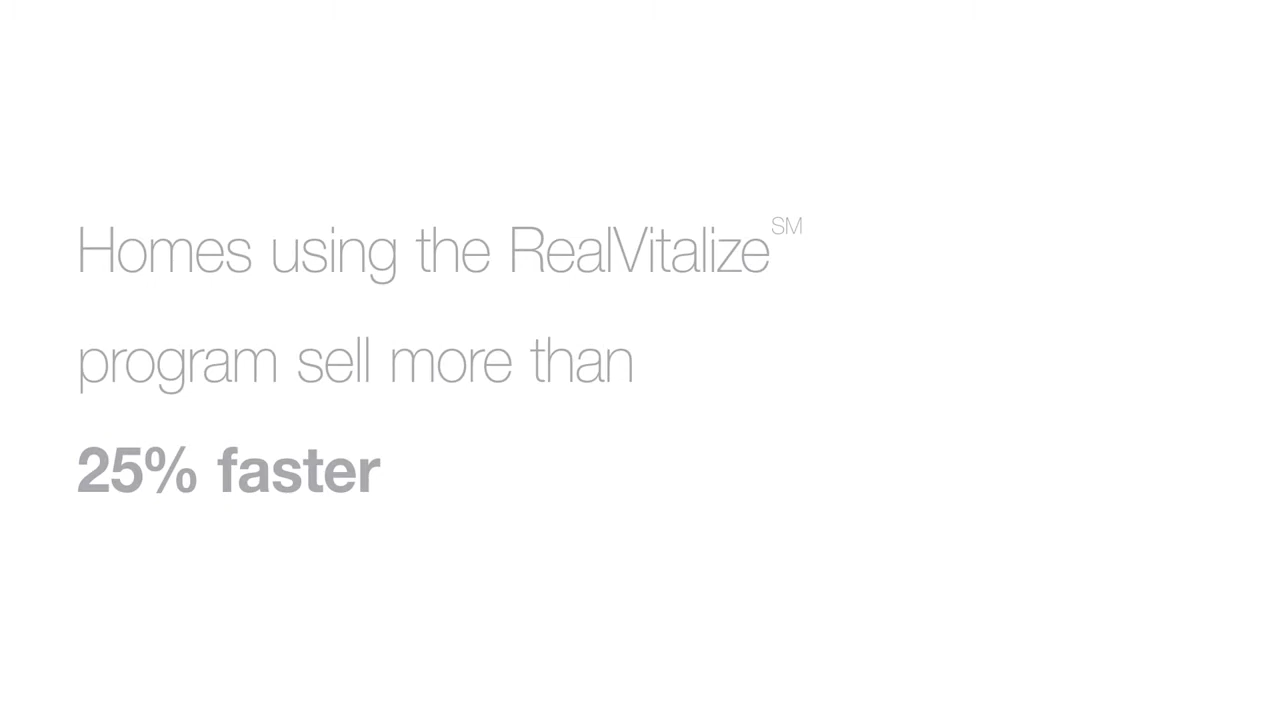 Homes using the RealVitalize℠
program sell more than
25% faster